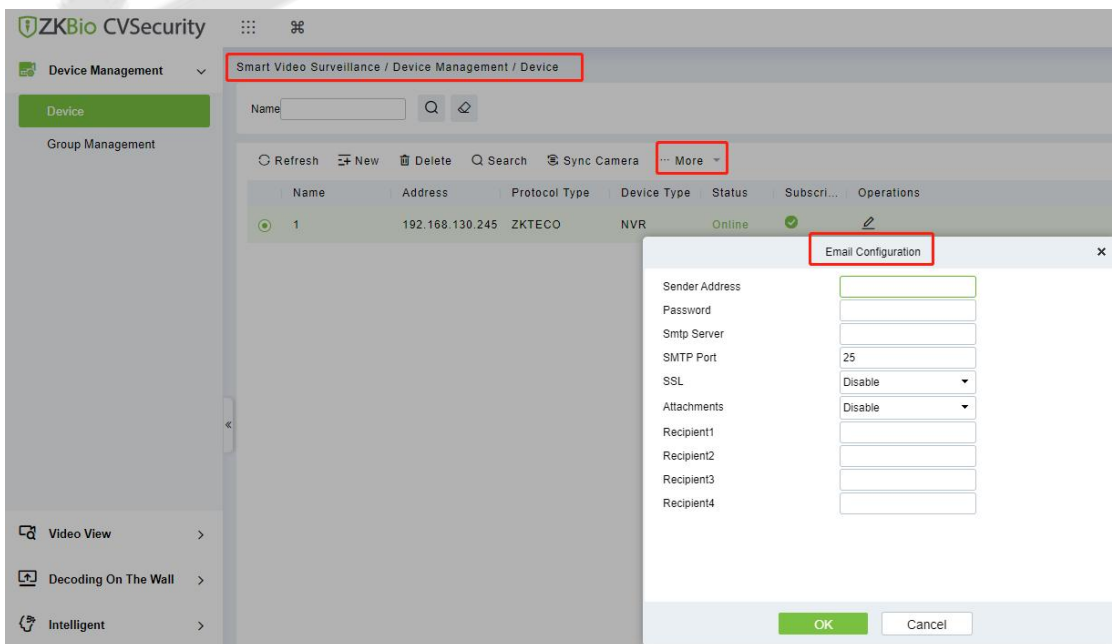 ZKBio CVSecurity
Device Management
Device
Group Management
Video View
Decoding On The Wall
Intelligent
Smart Video Surveillance / Device Management / Device
Name
Refresh New Delete Search Sync Camera ··· More
Name Address Protocol Type Device Type Status Subscri... Operations
1 192.168.130.245 ZKTECO NVR Online
Email Configuration
Sender Address
Password
Smtp Server
SMTP Port 25
SSL Disable
Attachments Disable
Recipient1
Recipient2
Recipient3
Recipient4
OK Cancel